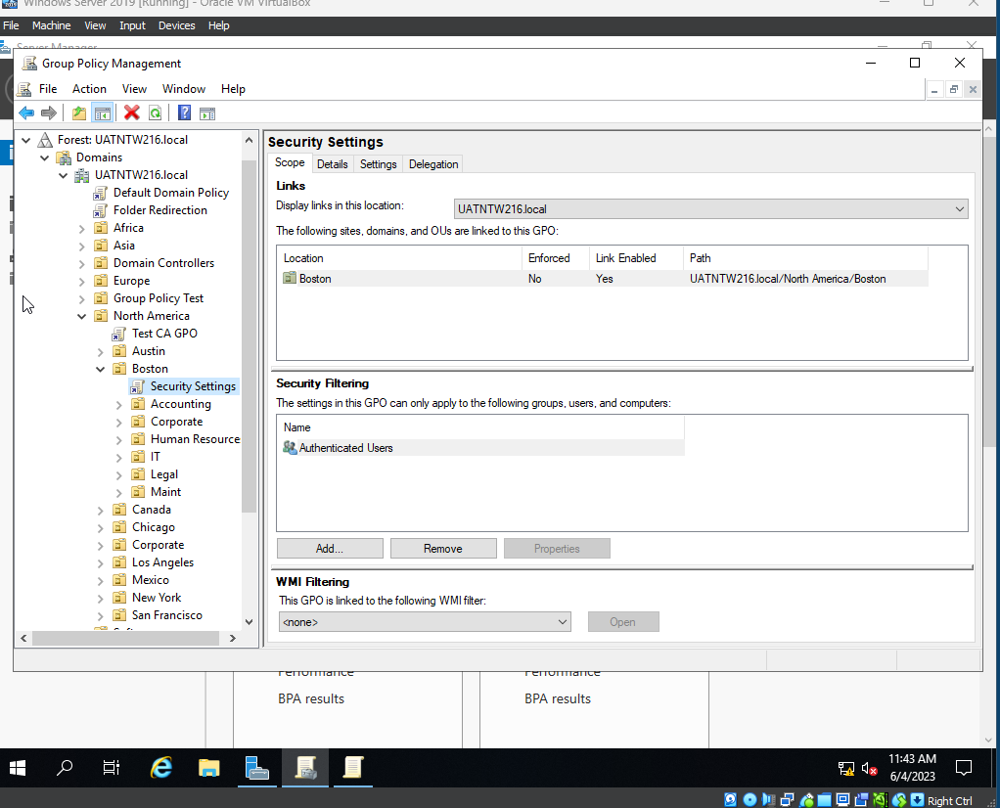 Windows Server 2019 [Running] - Oracle VM VirtualBox
File Machine View Input Devices Help
Server Manager
Group Policy Management
File Action View Window Help
Forest: UATNTW216.local
Domains
UATNTW216.local
Default Domain Policy
Folder Redirection
Africa
Asia
Domain Controllers
Europe
Group Policy Test
North America
Test CA GPO
Austin
Boston
Security Settings
Accounting
Corporate
Human Resource
IT
Legal
Maint
Canada
Chicago
Corporate
Los Angeles
Mexico
New York
San Francisco
Security Settings
Scope Details Settings Delegation
Links
Display links in this location: UATNTW216.local
The following sites, domains, and OUs are linked to this GPO:
Location Enforced Link Enabled Path
Boston No Yes UATNTW216.local/North America/Boston
Security Filtering
The settings in this GPO can only apply to the following groups, users, and computers:
Name
Authenticated Users
Add... Remove Properties
WMI Filtering
This GPO is linked to the following WMI filter:
<none> Open
Performance Performance
BPA results BPA results
11:43 AM
6/4/2023
Right Ctrl